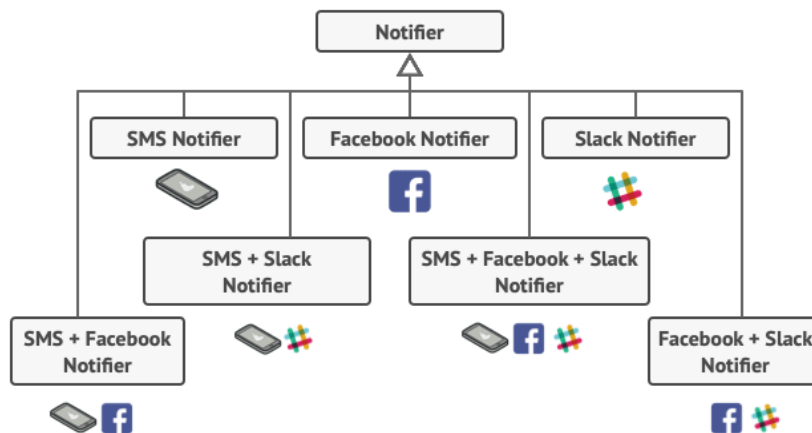 Notifier
SMS Notifier
Facebook Notifier
Slack Notifier
SMS + Slack
Notifier
SMS + Facebook + Slack
Notifier
SMS + Facebook
Notifier
Facebook + Slack
Notifier